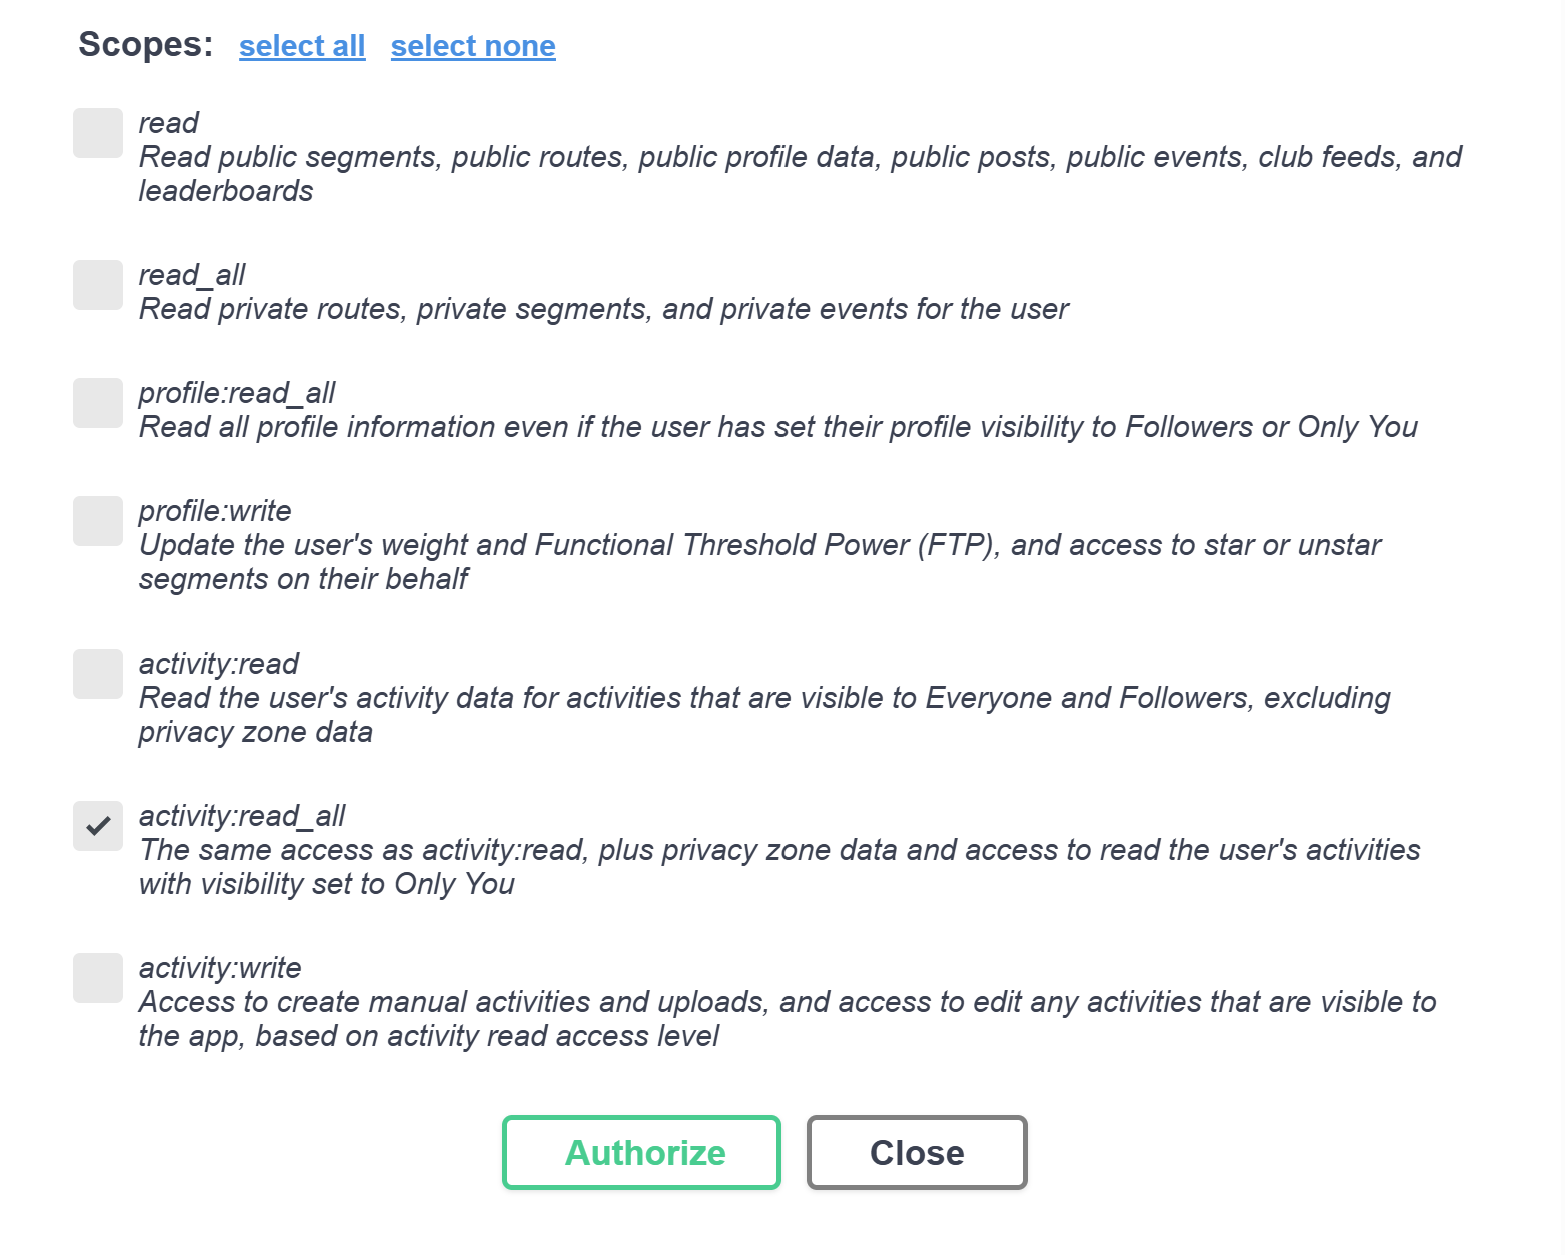 Scopes: select all select none
read
Read public segments, public routes, public profile data, public posts, public events, club feeds, and
leaderboards
read_all
Read private routes, private segments, and private events for the user
profile:read_all
Read all profile information even if the user has set their profile visibility to Followers or Only You
profile:write
Update the user's weight and Functional Threshold Power (FTP), and access to star or unstar
segments on their behalf
activity:read
Read the user's activity data for activities that are visible to Everyone and Followers, excluding
privacy zone data
activity:read_all
The same access as activity:read, plus privacy zone data and access to read the user's activities
with visibility set to Only You
activity:write
Access to create manual activities and uploads, and access to edit any activities that are visible to
the app, based on activity read access level
Authorize Close